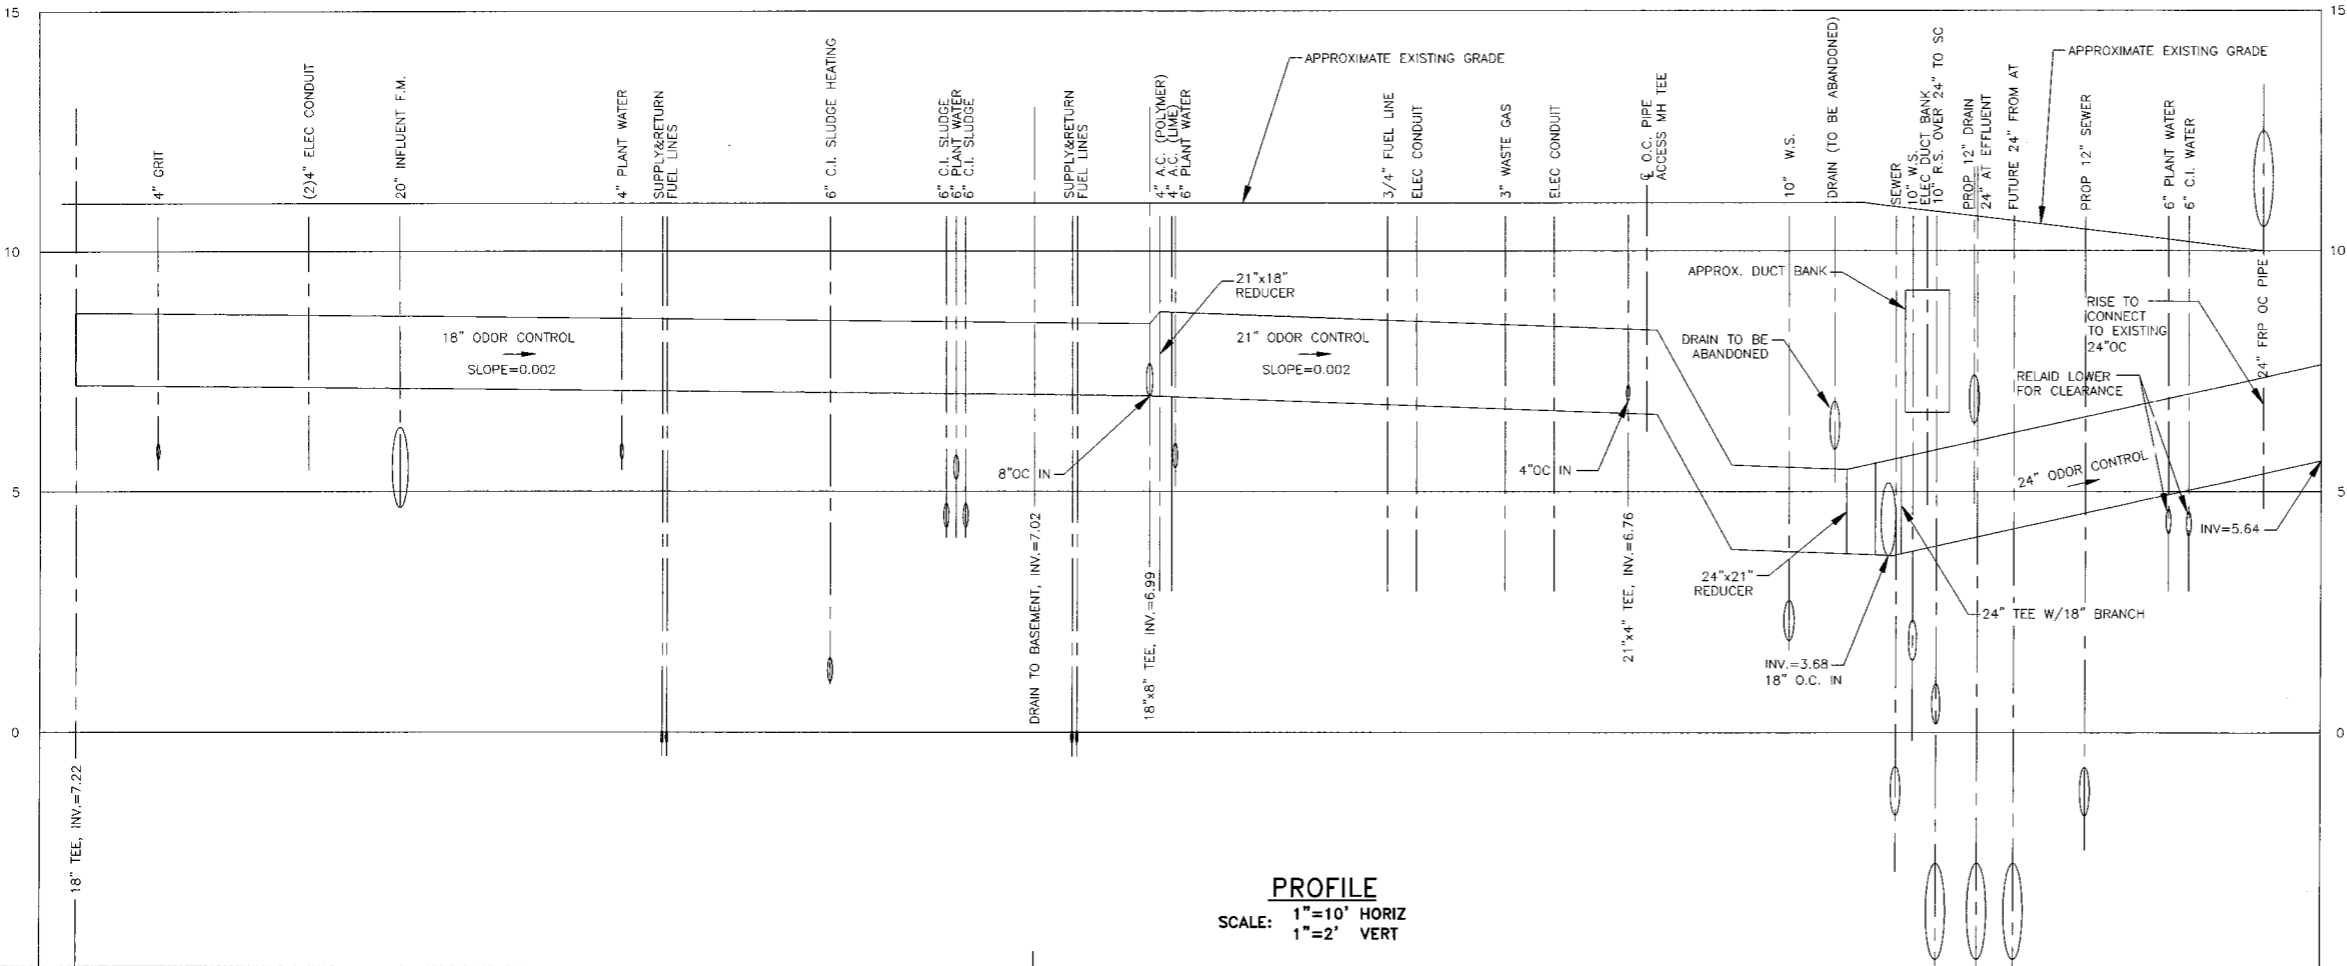 15
15
10
10
5
5
0
0
4" GRIT
(2)4" ELEC CONDUIT
20" INFLUENT F.M.
4" PLANT WATER
SUPPLY&RETURN
FUEL LINES
6" C.I. SLUDGE HEATING
6" C.I. SLUDGE
6" PLANT WATER
6" C.I. SLUDGE
SUPPLY&RETURN
FUEL LINES
4" A.C. (POLYMER)
4" A.C. (LIME)
6" PLANT WATER
APPROXIMATE EXISTING GRADE
3/4" FUEL LINE
ELEC CONDUIT
3" WASTE GAS
ELEC CONDUIT
℄ O.C. PIPE
ACCESS MH TEE
10" W.S.
DRAIN (TO BE ABANDONED)
SEWER
10" W.S.
ELEC DUCT BANK
10" R.S. OVER 24" TO SC
PROP 12" DRAIN
24" AT EFFLUENT
FUTURE 24" FROM AT
APPROXIMATE EXISTING GRADE
PROP 12" SEWER
6" PLANT WATER
6" C.I. WATER
24" FRP OC PIPE
18" ODOR CONTROL
SLOPE=0.002
21"x18"
REDUCER
21" ODOR CONTROL
SLOPE=0.002
8"OC IN
4"OC IN
APPROX. DUCT BANK
DRAIN TO BE
ABANDONED
RISE TO
CONNECT
TO EXISTING
24"OC
RELAID LOWER
FOR CLEARANCE
24" ODOR CONTROL
INV=5.64
24"x21"
REDUCER
24" TEE W/18" BRANCH
INV.=3.68
18" O.C. IN
18" TEE, INV.=7.22
DRAIN TO BASEMENT, INV.=7.02
18"x8" TEE, INV.=6.99
21"x4" TEE, INV.=6.76
PROFILE
SCALE: 1"=10' HORIZ
1"=2' VERT